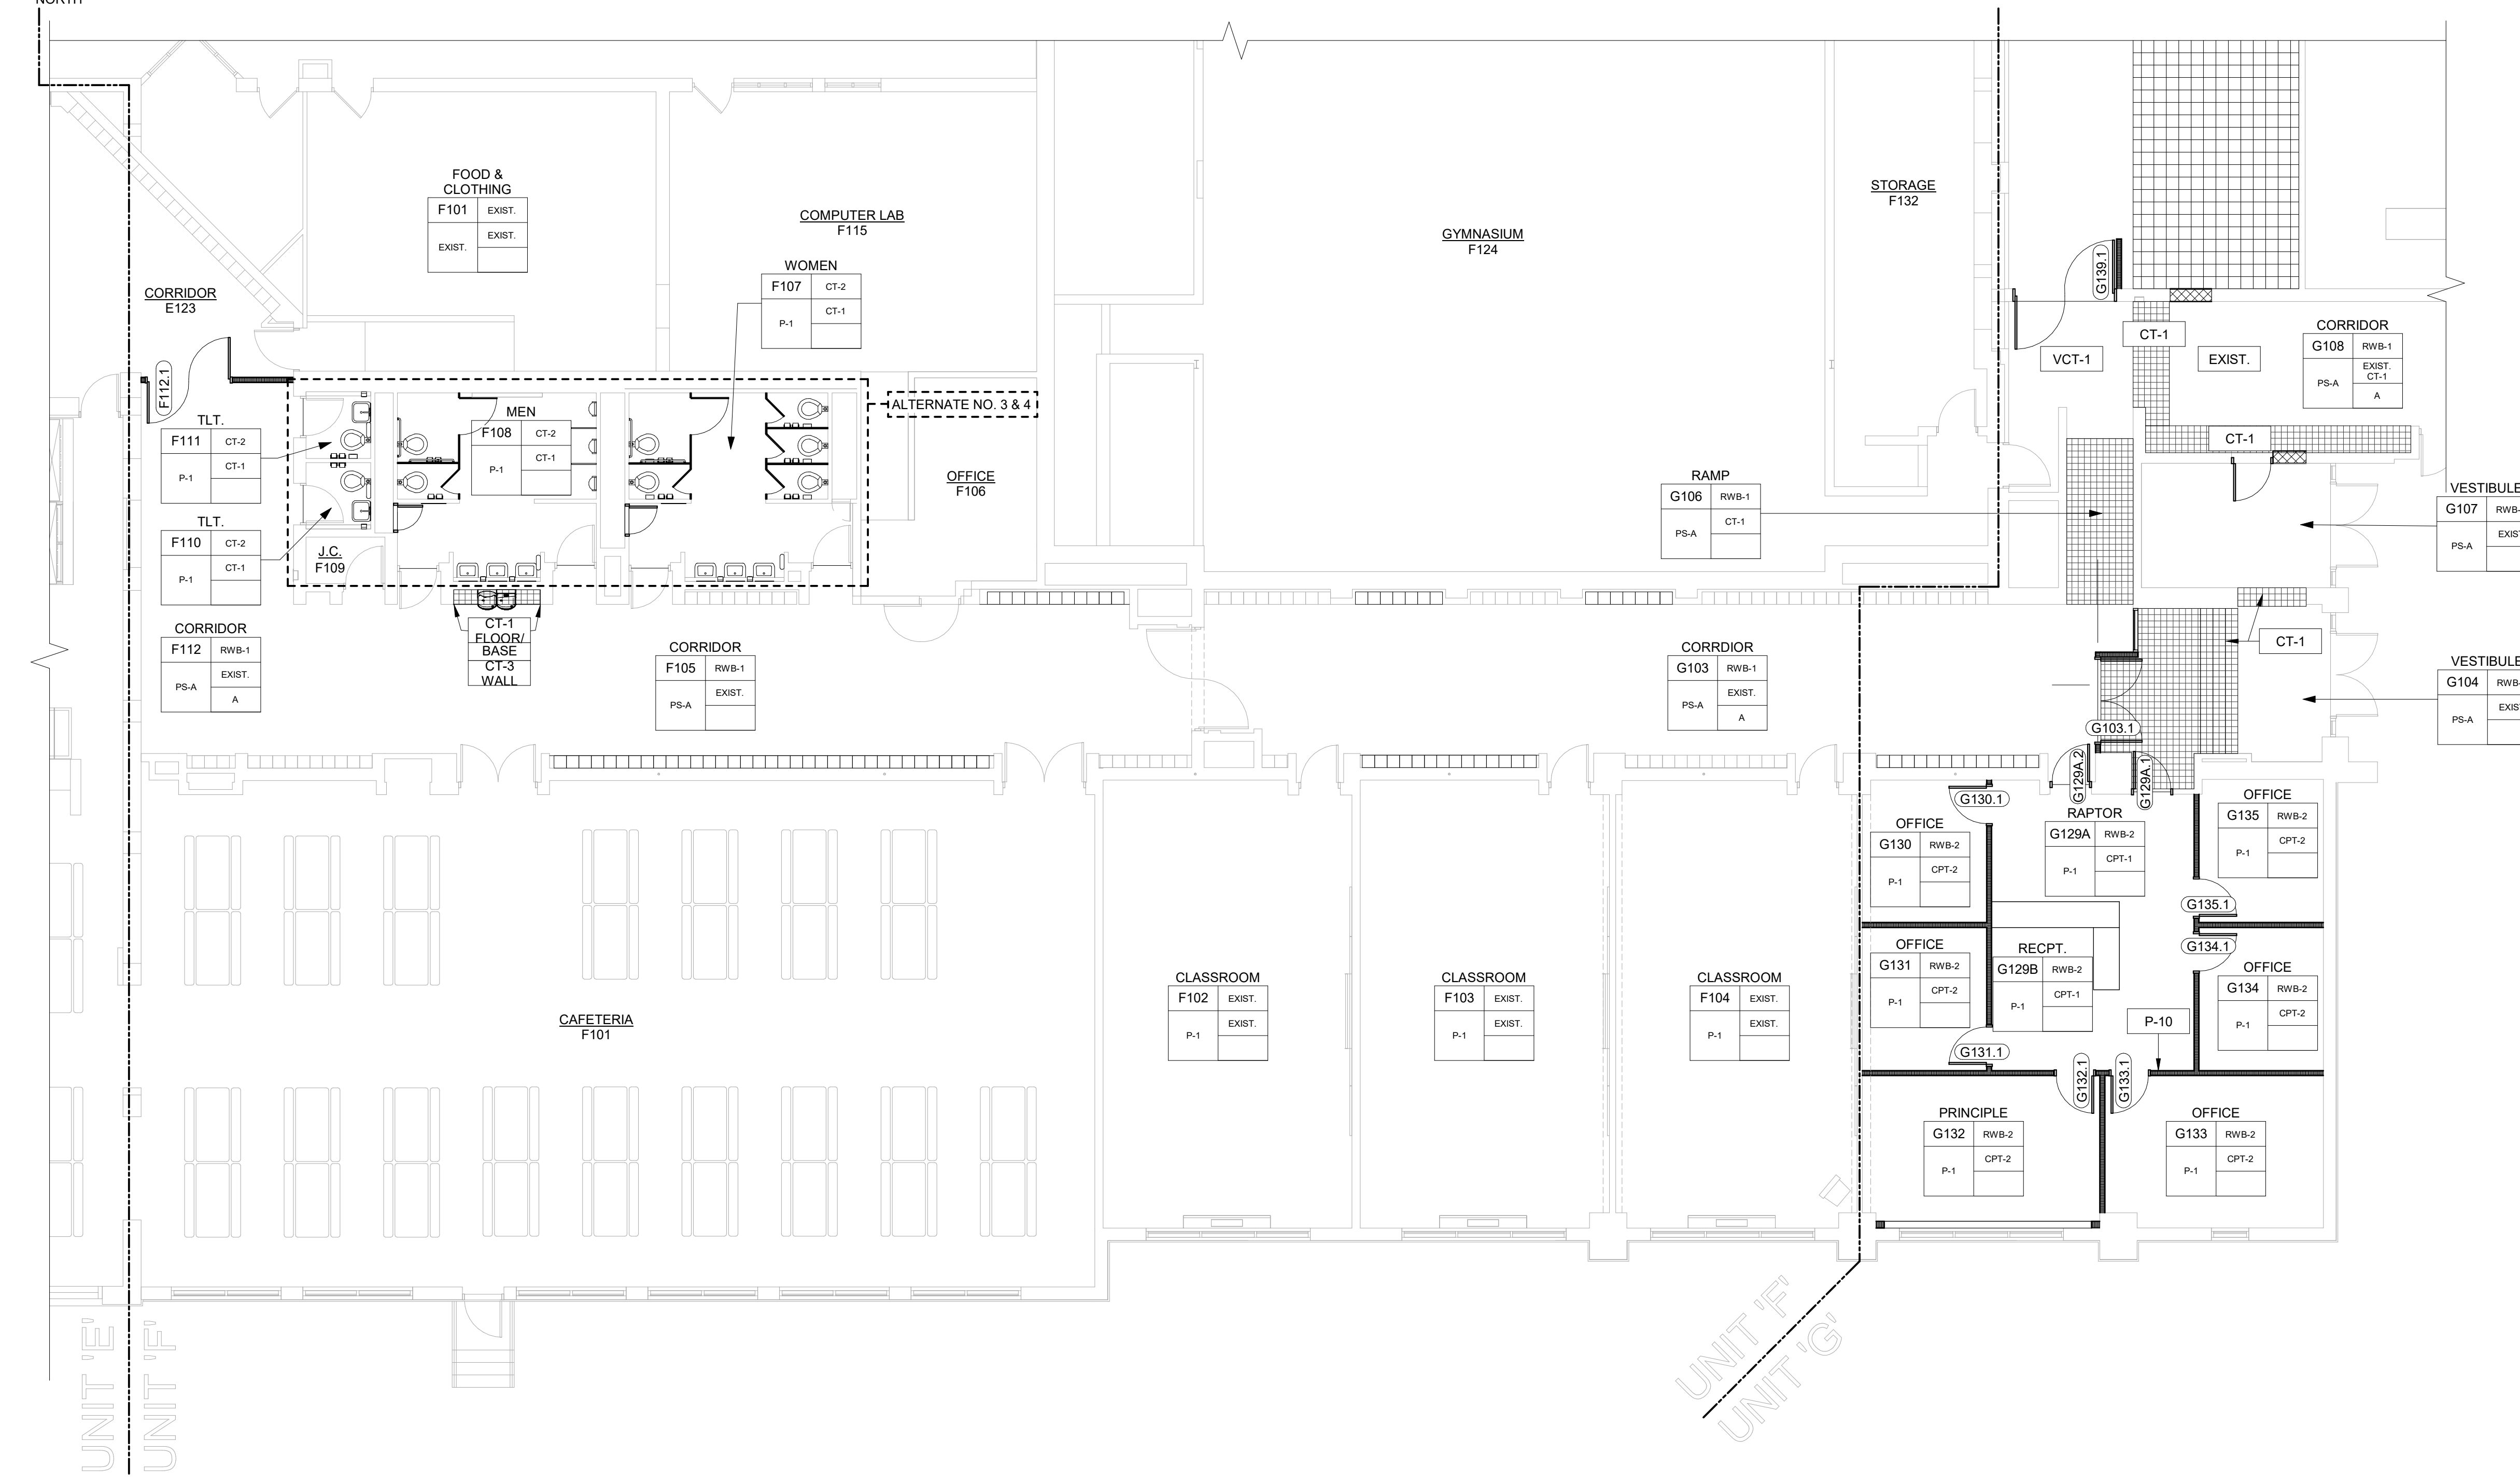 NORTH
FOOD &
CLOTHING
F101 EXIST.
EXIST.
EXIST.
COMPUTER LAB
F115
WOMEN
F107 CT-2
CT-1
P-1
GYMNASIUM
F124
STORAGE
F132
CORRIDOR
E123
F112.1
G139.1
CT-1
VCT-1
EXIST.
CORRIDOR
G108 RWB-1
EXIST.
CT-1
PS-A
A
CT-1
ALTERNATE NO. 3 & 4
TLT.
F111 CT-2
CT-1
P-1
MEN
F108 CT-2
CT-1
P-1
TLT.
F110 CT-2
CT-1
P-1
J.C.
F109
OFFICE
F106
RAMP
G106 RWB-1
CT-1
PS-A
VESTIBULE
G107 RWB-
EXIST
PS-A
CORRIDOR
F112 RWB-1
EXIST.
PS-A
A
CT-1
FLOOR/
BASE
CT-3
WALL
CORRIDOR
F105 RWB-1
EXIST.
PS-A
CORRDIOR
G103 RWB-1
EXIST.
PS-A
A
CT-1
VESTIBULE
G104 RWB-
EXIST
PS-A
G103.1
G129A.2
G129A.1
G130.1
OFFICE
G130 RWB-2
CPT-2
P-1
RAPTOR
G129A RWB-2
CPT-1
P-1
OFFICE
G135 RWB-2
CPT-2
P-1
G135.1
G134.1
OFFICE
G131 RWB-2
CPT-2
P-1
RECPT.
G129B RWB-2
CPT-1
P-1
OFFICE
G134 RWB-2
CPT-2
P-1
P-10
G131.1
G132.1
G133.1
CAFETERIA
F101
CLASSROOM
F102 EXIST.
EXIST.
P-1
CLASSROOM
F103 EXIST.
EXIST.
P-1
CLASSROOM
F104 EXIST.
EXIST.
P-1
PRINCIPLE
G132 RWB-2
CPT-2
P-1
OFFICE
G133 RWB-2
CPT-2
P-1
UNIT 'E'
UNIT 'F'
UNIT 'F'
UNIT 'G'